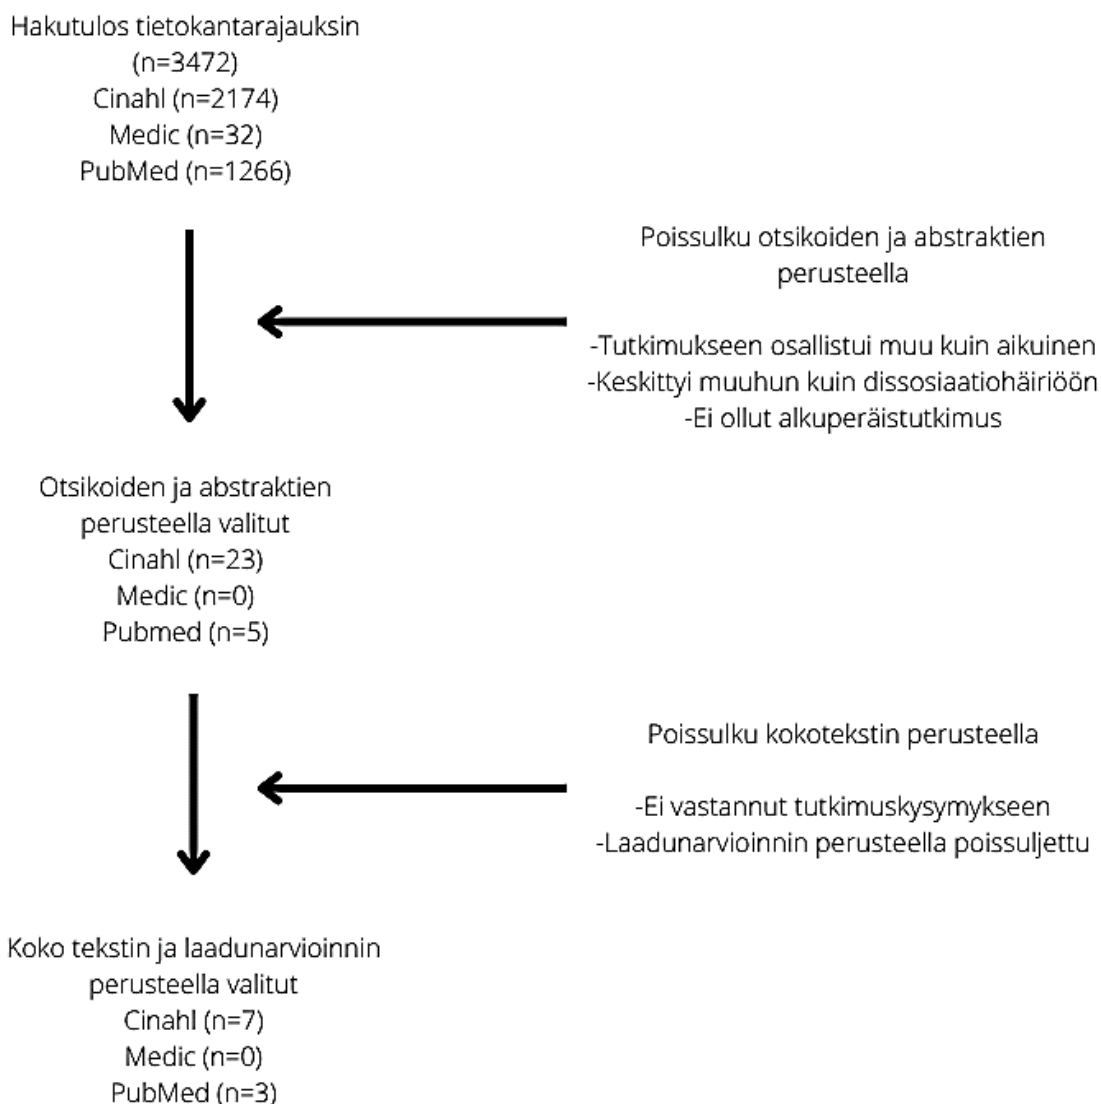 Hakutulos tietokantarajauksin
(n=3472)
Cinahl (n=2174)
Medic (n=32)
PubMed (n=1266)
Poissulku otsikoiden ja abstraktien
perusteella
-Tutkimukseen osallistui muu kuin aikuinen
-Keskittyi muuhun kuin dissosiaatiohäiriöön
-Ei ollut alkuperäistutkimus
Otsikoiden ja abstraktien
perusteella valitut
Cinahl (n=23)
Medic (n=0)
Pubmed (n=5)
Poissulku kokotekstin perusteella
-Ei vastannut tutkimuskysymykseen
-Laadunarvioinnin perusteella poissuljettu
Koko tekstin ja laadunarvioinnin
perusteella valitut
Cinahl (n=7)
Medic (n=0)
PubMed (n=3)